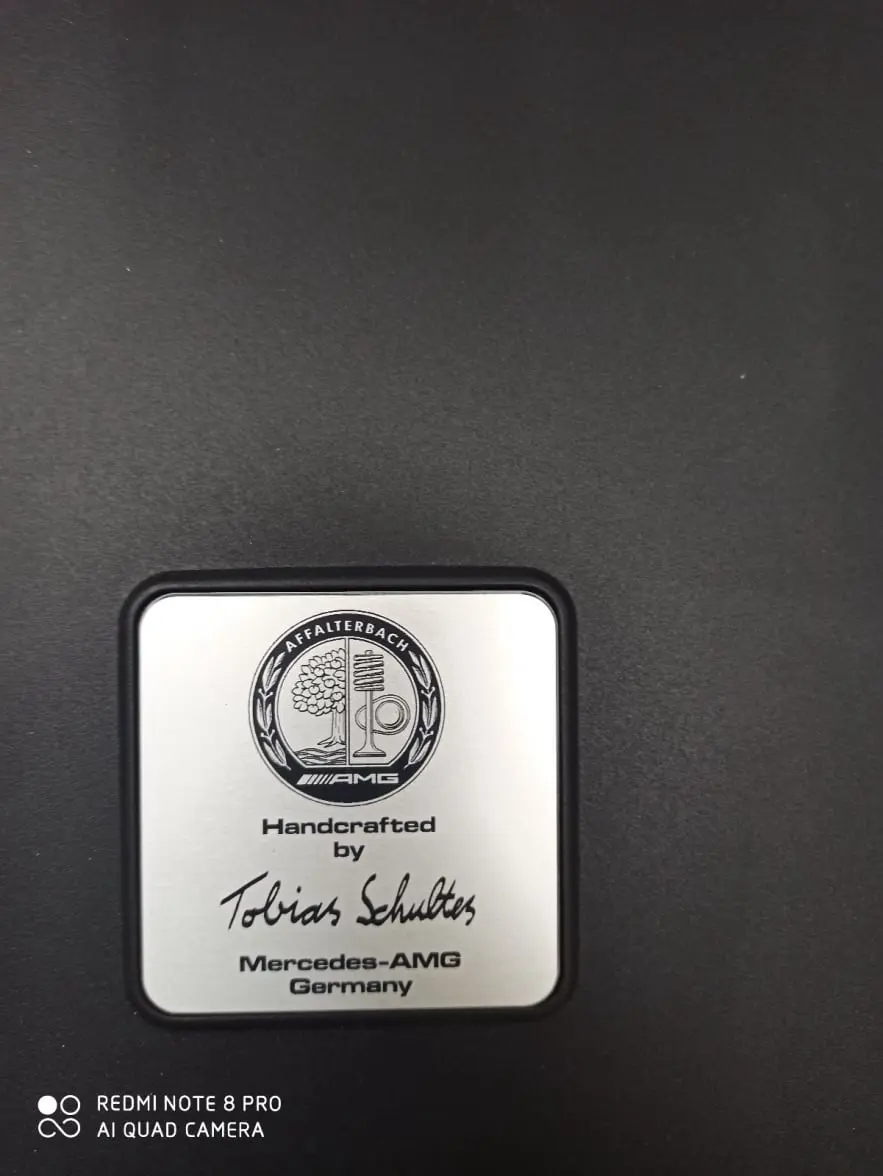 AFFALTERBACH
AMG
Handcrafted
by
Tobias Schultes
Mercedes-AMG
Germany
REDMI NOTE 8 PRO
AI QUAD CAMERA